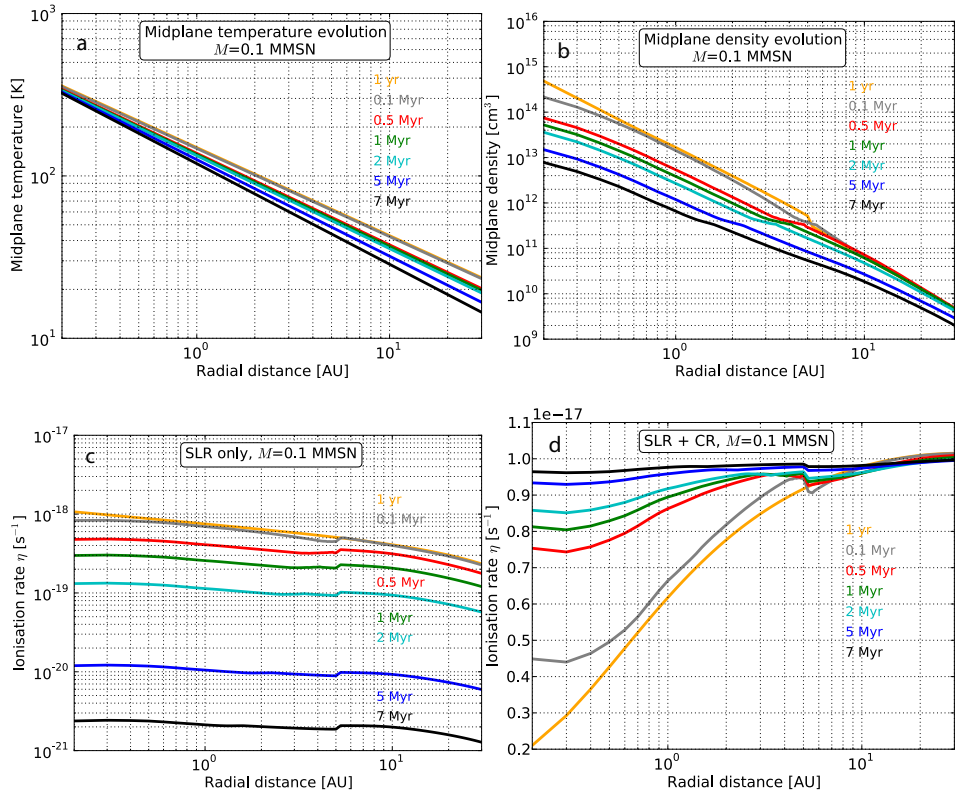 a
Midplane temperature evolution
M=0.1 MMSN
1 yr
0.1 Myr
0.5 Myr
1 Myr
2 Myr
5 Myr
7 Myr
Midplane temperature [K]
10^3
10^2
10^1
10^0
10^1
Radial distance [AU]
b
Midplane density evolution
M=0.1 MMSN
1 yr
0.1 Myr
0.5 Myr
1 Myr
2 Myr
5 Myr
7 Myr
Midplane density [cm^3]
10^16
10^15
10^14
10^13
10^12
10^11
10^10
10^9
10^0
10^1
Radial distance [AU]
c
SLR only, M=0.1 MMSN
1 yr
0.1 Myr
0.5 Myr
1 Myr
2 Myr
5 Myr
7 Myr
Ionisation rate η [s^-1]
10^-17
10^-18
10^-19
10^-20
10^-21
10^0
10^1
Radial distance [AU]
1e−17
d
SLR + CR, M=0.1 MMSN
1 yr
0.1 Myr
0.5 Myr
1 Myr
2 Myr
5 Myr
7 Myr
Ionisation rate η [s^-1]
1.1
1.0
0.9
0.8
0.7
0.6
0.5
0.4
0.3
0.2
10^0
10^1
Radial distance [AU]